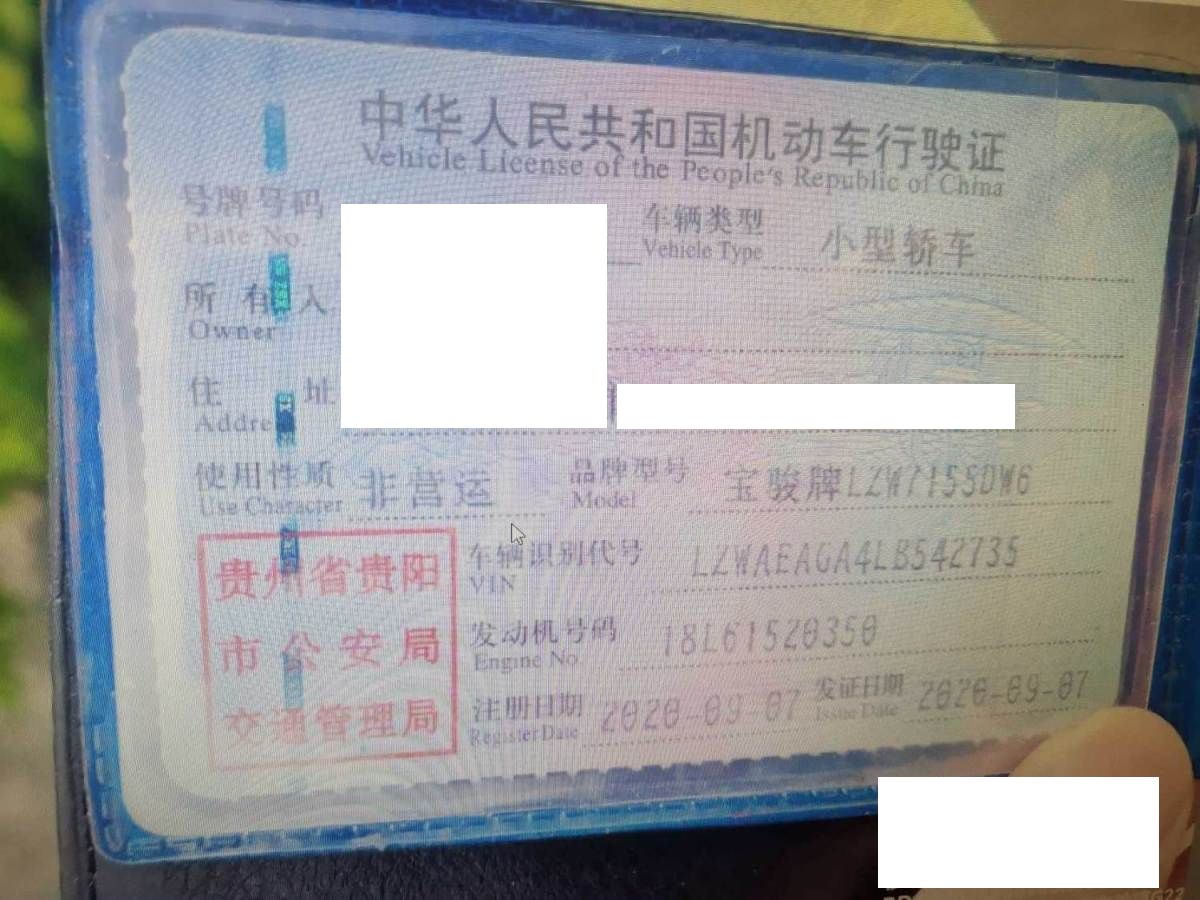 中华人民共和国机动车行驶证
Vehicle License of the People's Republic of China
号牌号码
Plate No.
车辆类型 小型轿车
Vehicle Type
所有人
Owner
住址
Addre
使用性质 非营运
Use Character
品牌型号 宝骏牌LZW7155DW6
Model
贵州省贵阳
市公安局
交通管理局
车辆识别代号 LZWAEAGA4LB542735
VIN
发动机号码 18L61520350
Engine No.
注册日期 2020-09-07
Register Date
发证日期 2020-09-07
Issue Date